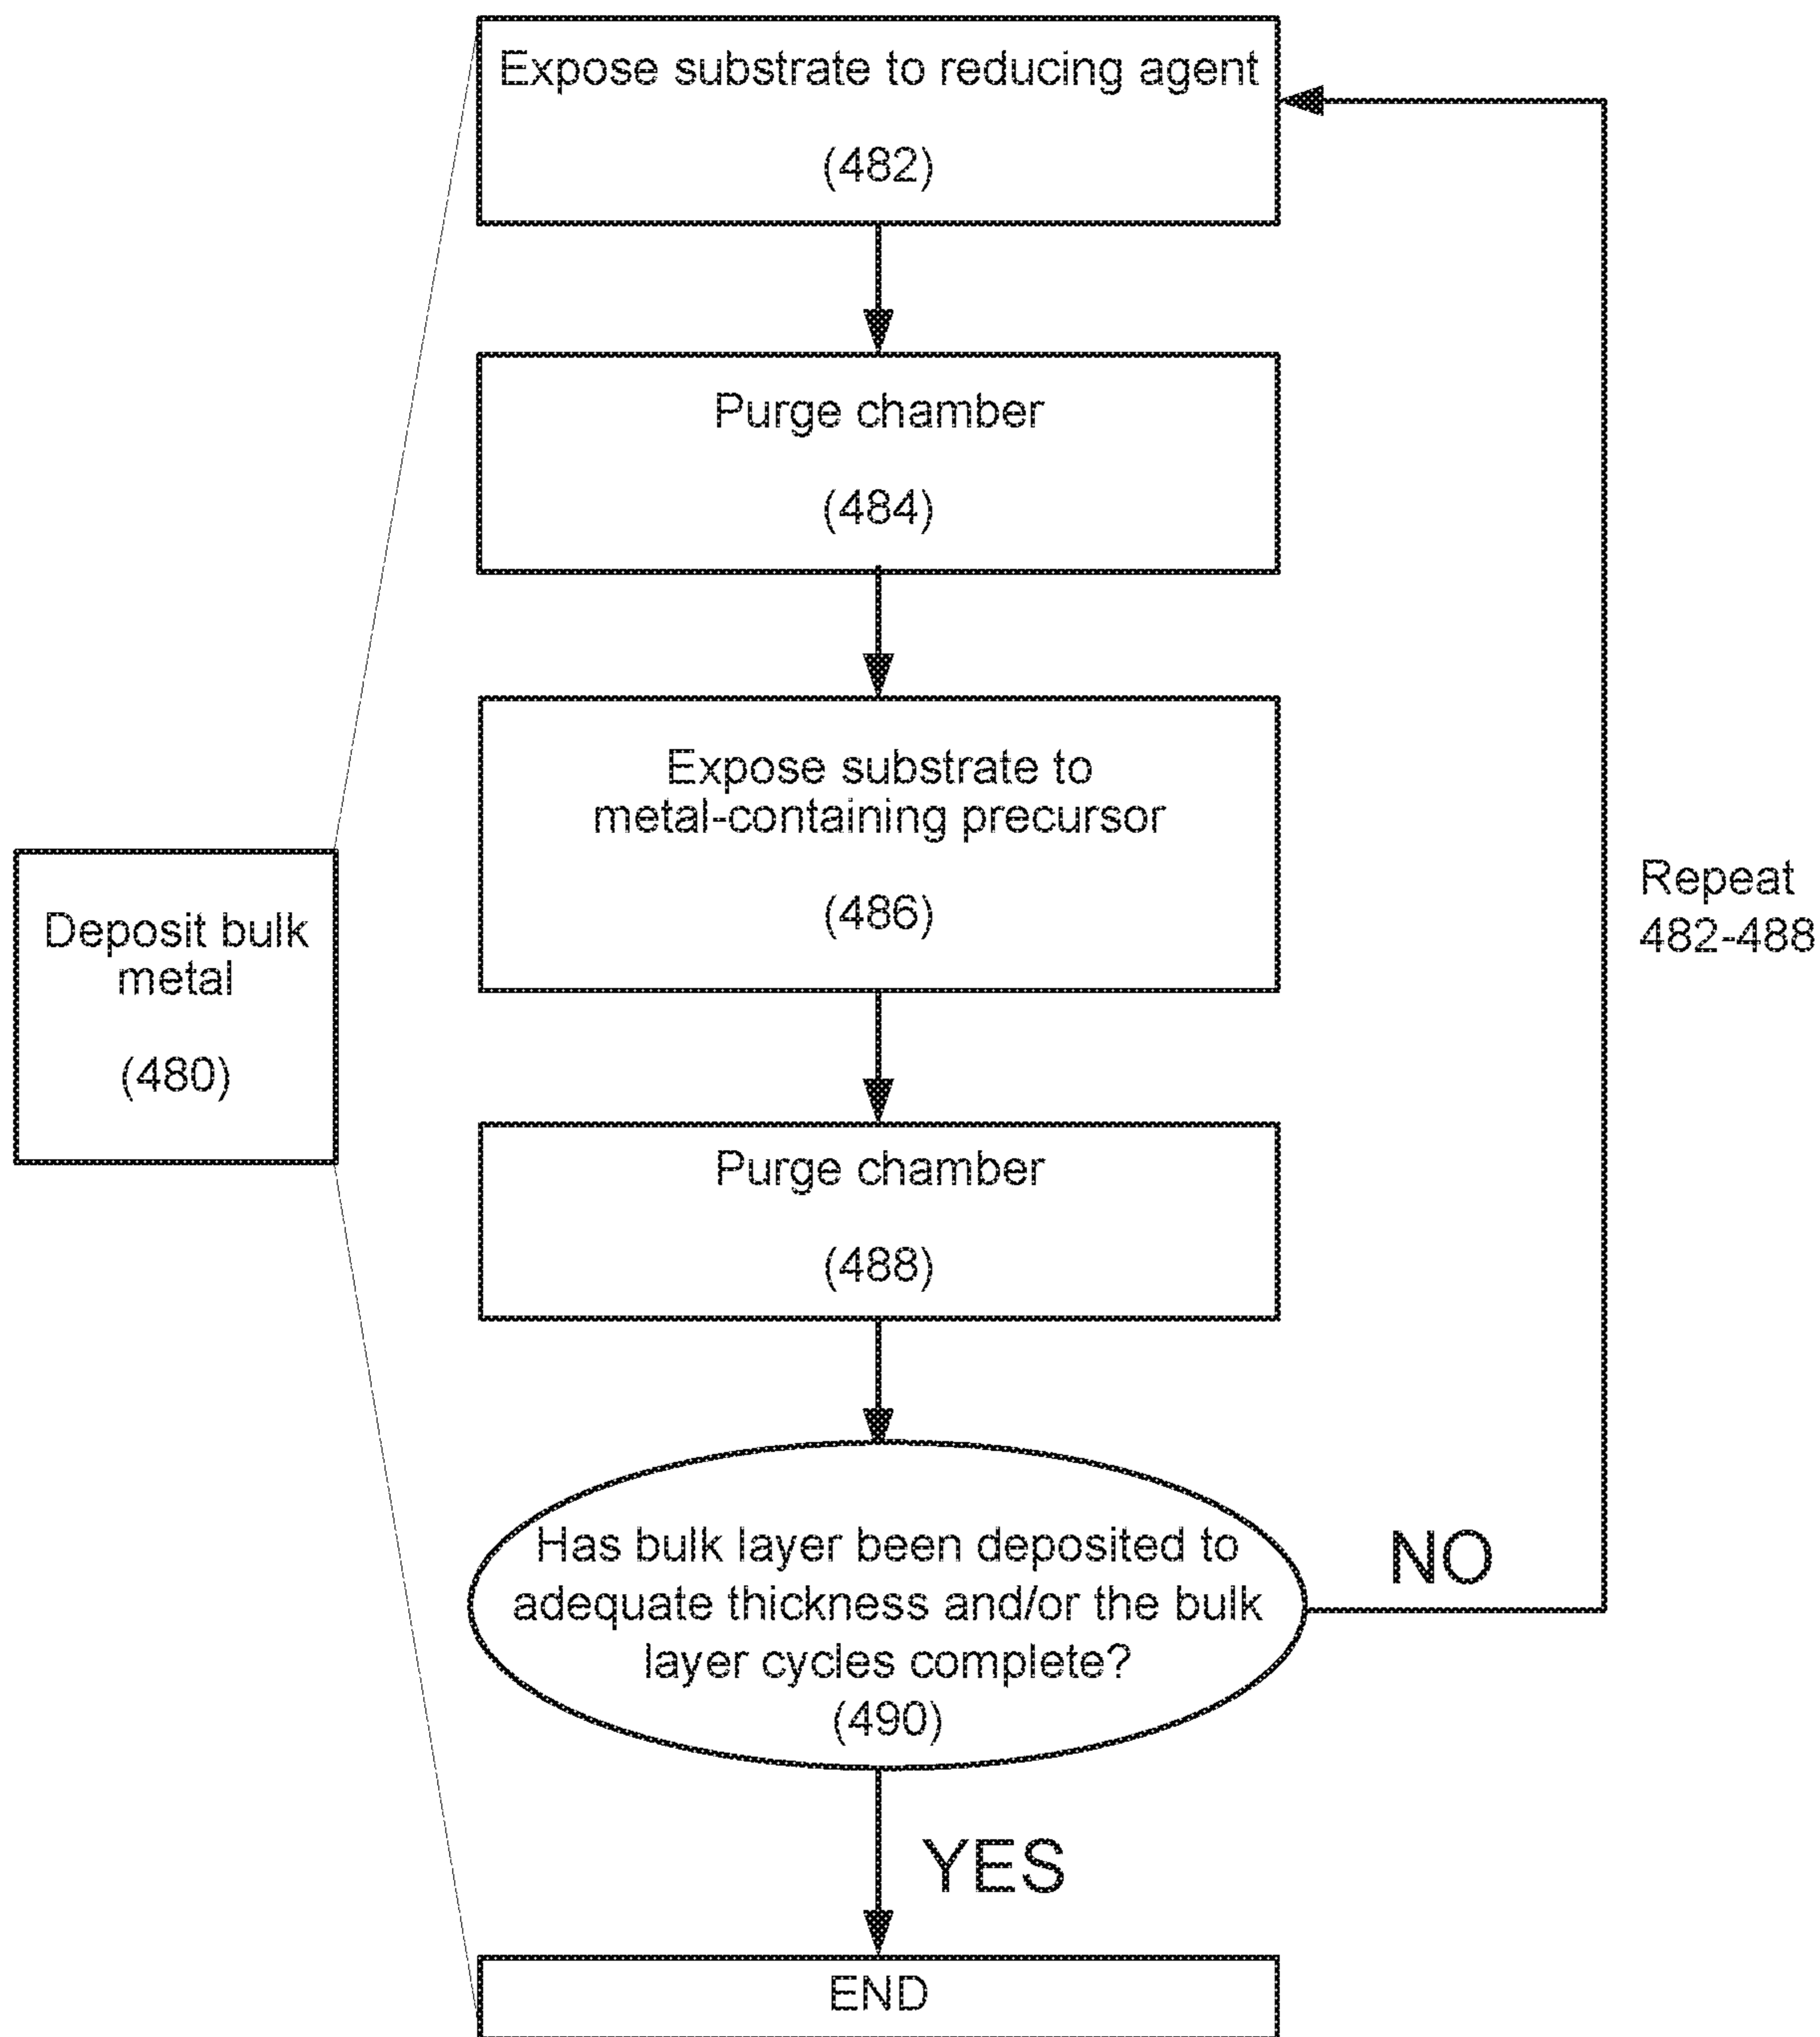 Expose substrate to reducing agent
(482)
Purge chamber
(484)
Expose substrate to
metal-containing precursor
(486)
Purge chamber
(488)
Deposit bulk
metal
(480)
Repeat
482-488
Has bulk layer been deposited to
adequate thickness and/or the bulk
layer cycles complete?
(490)
NO
YES
END